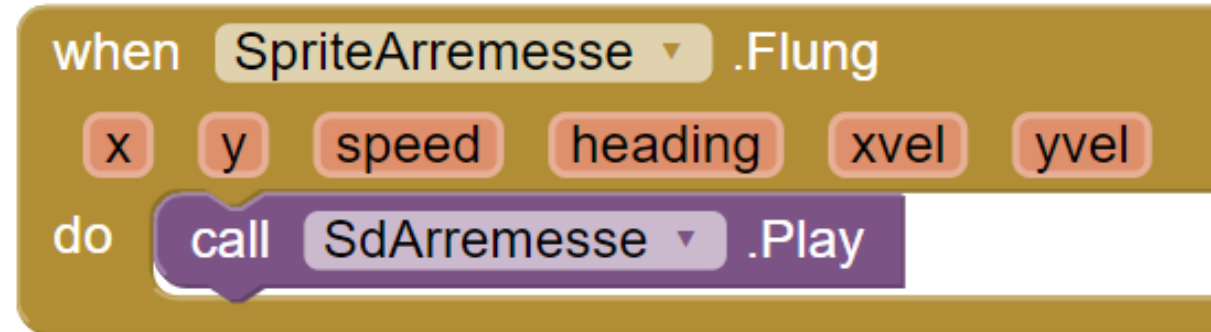 when SpriteArremesse .Flung
x y speed heading xvel yvel
do call SdArremesse .Play